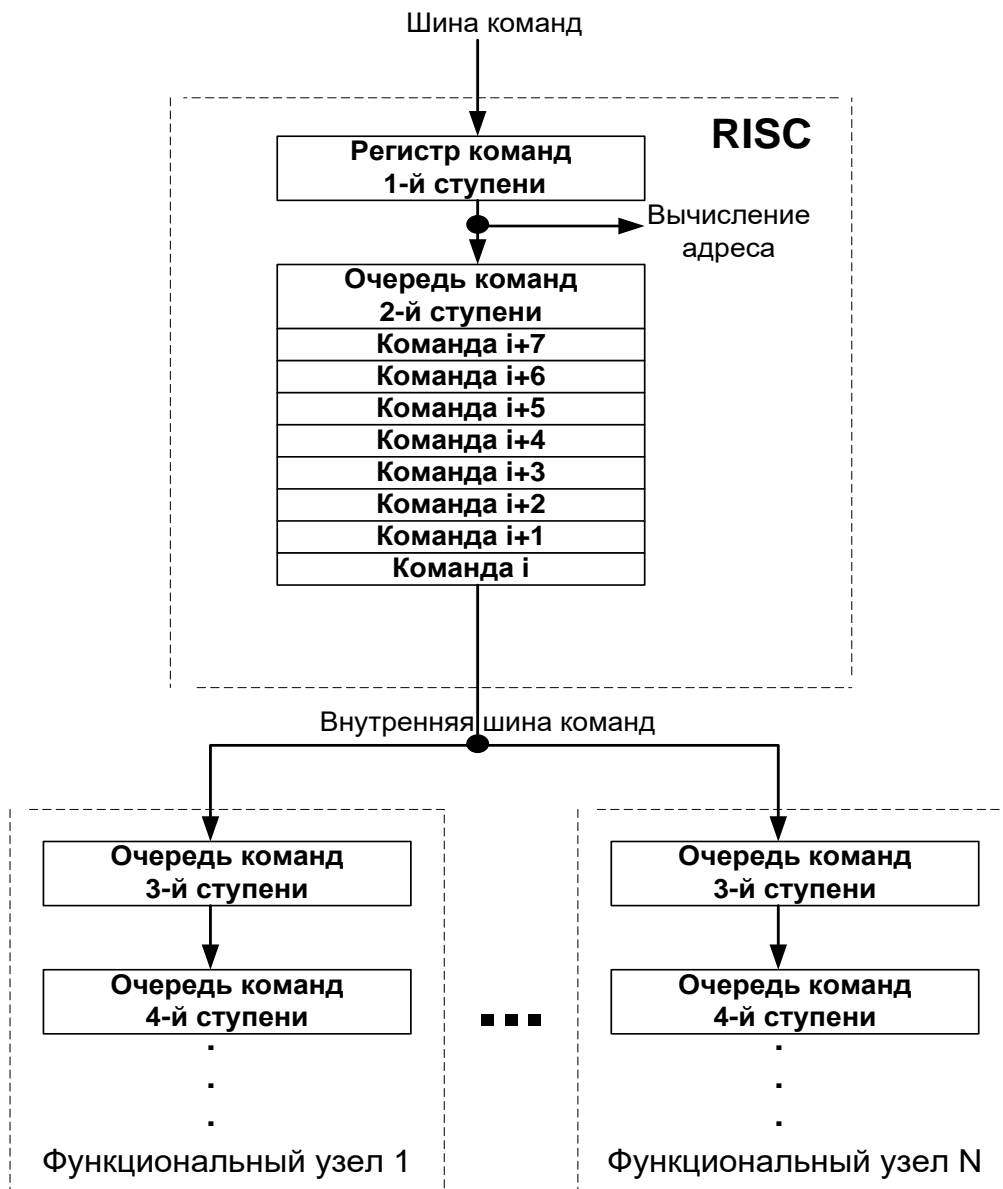 Шина команд
RISC
Регистр команд
1-й ступени
Вычисление
адреса
Очередь команд
2-й ступени
Команда i+7
Команда i+6
Команда i+5
Команда i+4
Команда i+3
Команда i+2
Команда i+1
Команда i
Внутренняя шина команд
Очередь команд
3-й ступени
Очередь команд
4-й ступени
Функциональный узел 1
Очередь команд
3-й ступени
Очередь команд
4-й ступени
Функциональный узел N